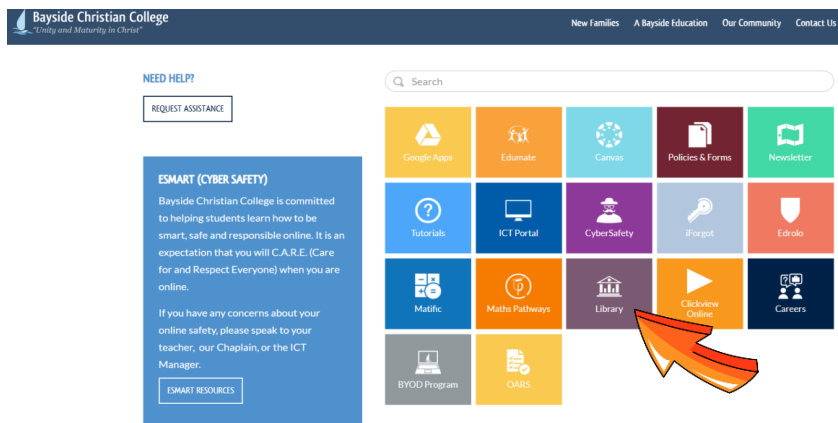 Bayside Christian College
"Unity and Maturity in Christ"
New Families A Bayside Education Our Community Contact Us
NEED HELP?
REQUEST ASSISTANCE
ESMART (CYBER SAFETY)
Bayside Christian College is committed
to helping students learn how to be
smart, safe and responsible online. It is an
expectation that you will C.A.R.E. (Care
for and Respect Everyone) when you are
online.
If you have any concerns about your
online safety, please speak to your
teacher, our Chaplain, or the ICT
Manager.
ESMART RESOURCES
Search
Google Apps Edumate Canvas Policies & Forms Newsletter
Tutorials ICT Portal CyberSafety iForgot Edrolo
Matific Maths Pathways Library Clickview
Online Careers
BYOD Program OARS